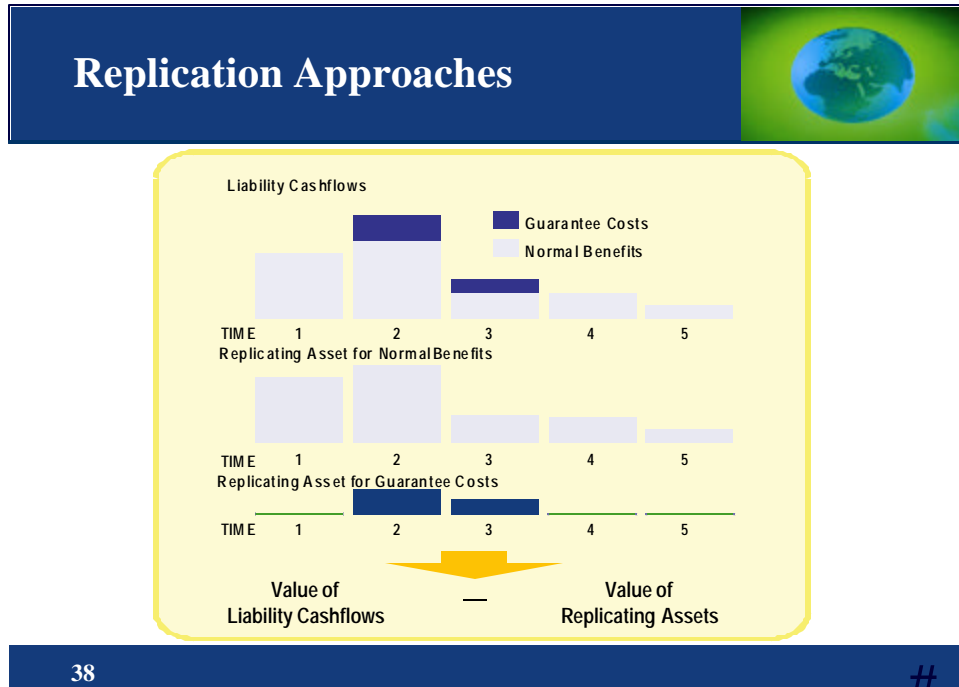 Replication Approaches
Liability Cashflows
Guarantee Costs
Normal Benefits
TIME 1 2 3 4 5
Replicating Asset for Normal Benefits
TIME 1 2 3 4 5
Replicating Asset for Guarantee Costs
TIME 1 2 3 4 5
Value of
Liability Cashflows
—
Value of
Replicating Assets
38
#